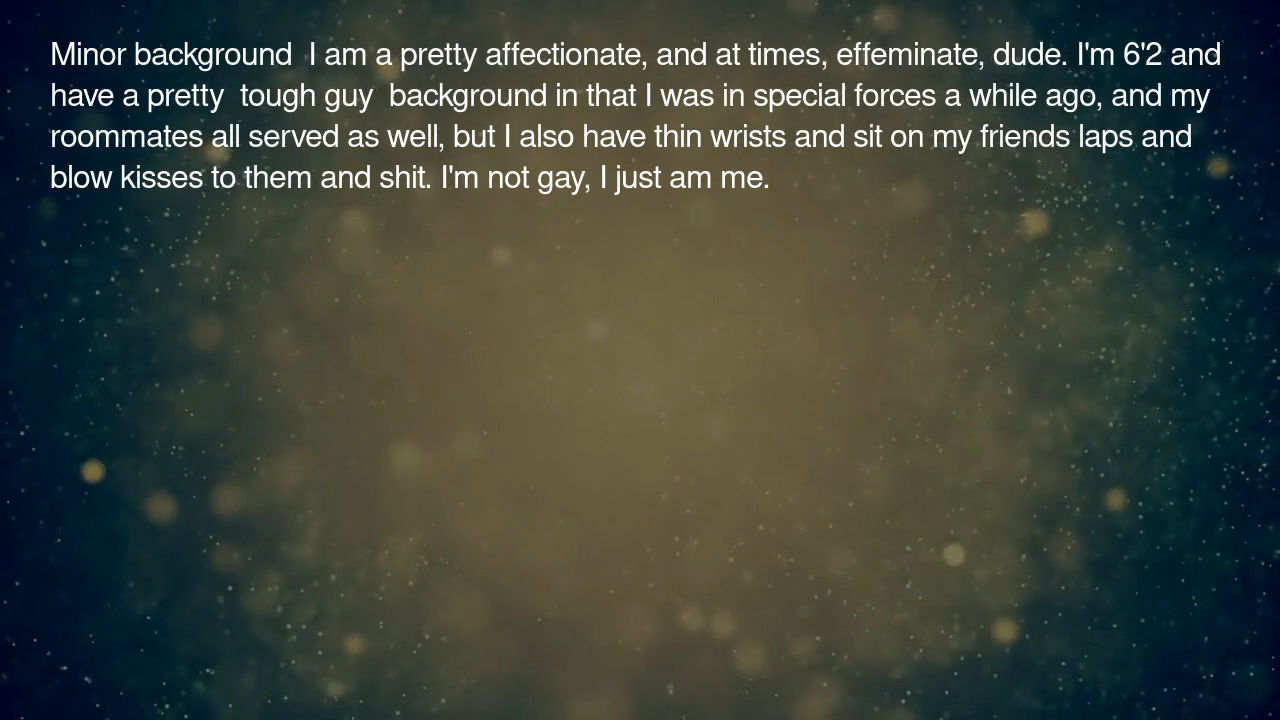 Minor background  I am a pretty affectionate, and at times, effeminate, dude. I'm 6'2 and
have a pretty  tough guy  background in that I was in special forces a while ago, and my
roommates all served as well, but I also have thin wrists and sit on my friends laps and
blow kisses to them and shit. I'm not gay, I just am me.